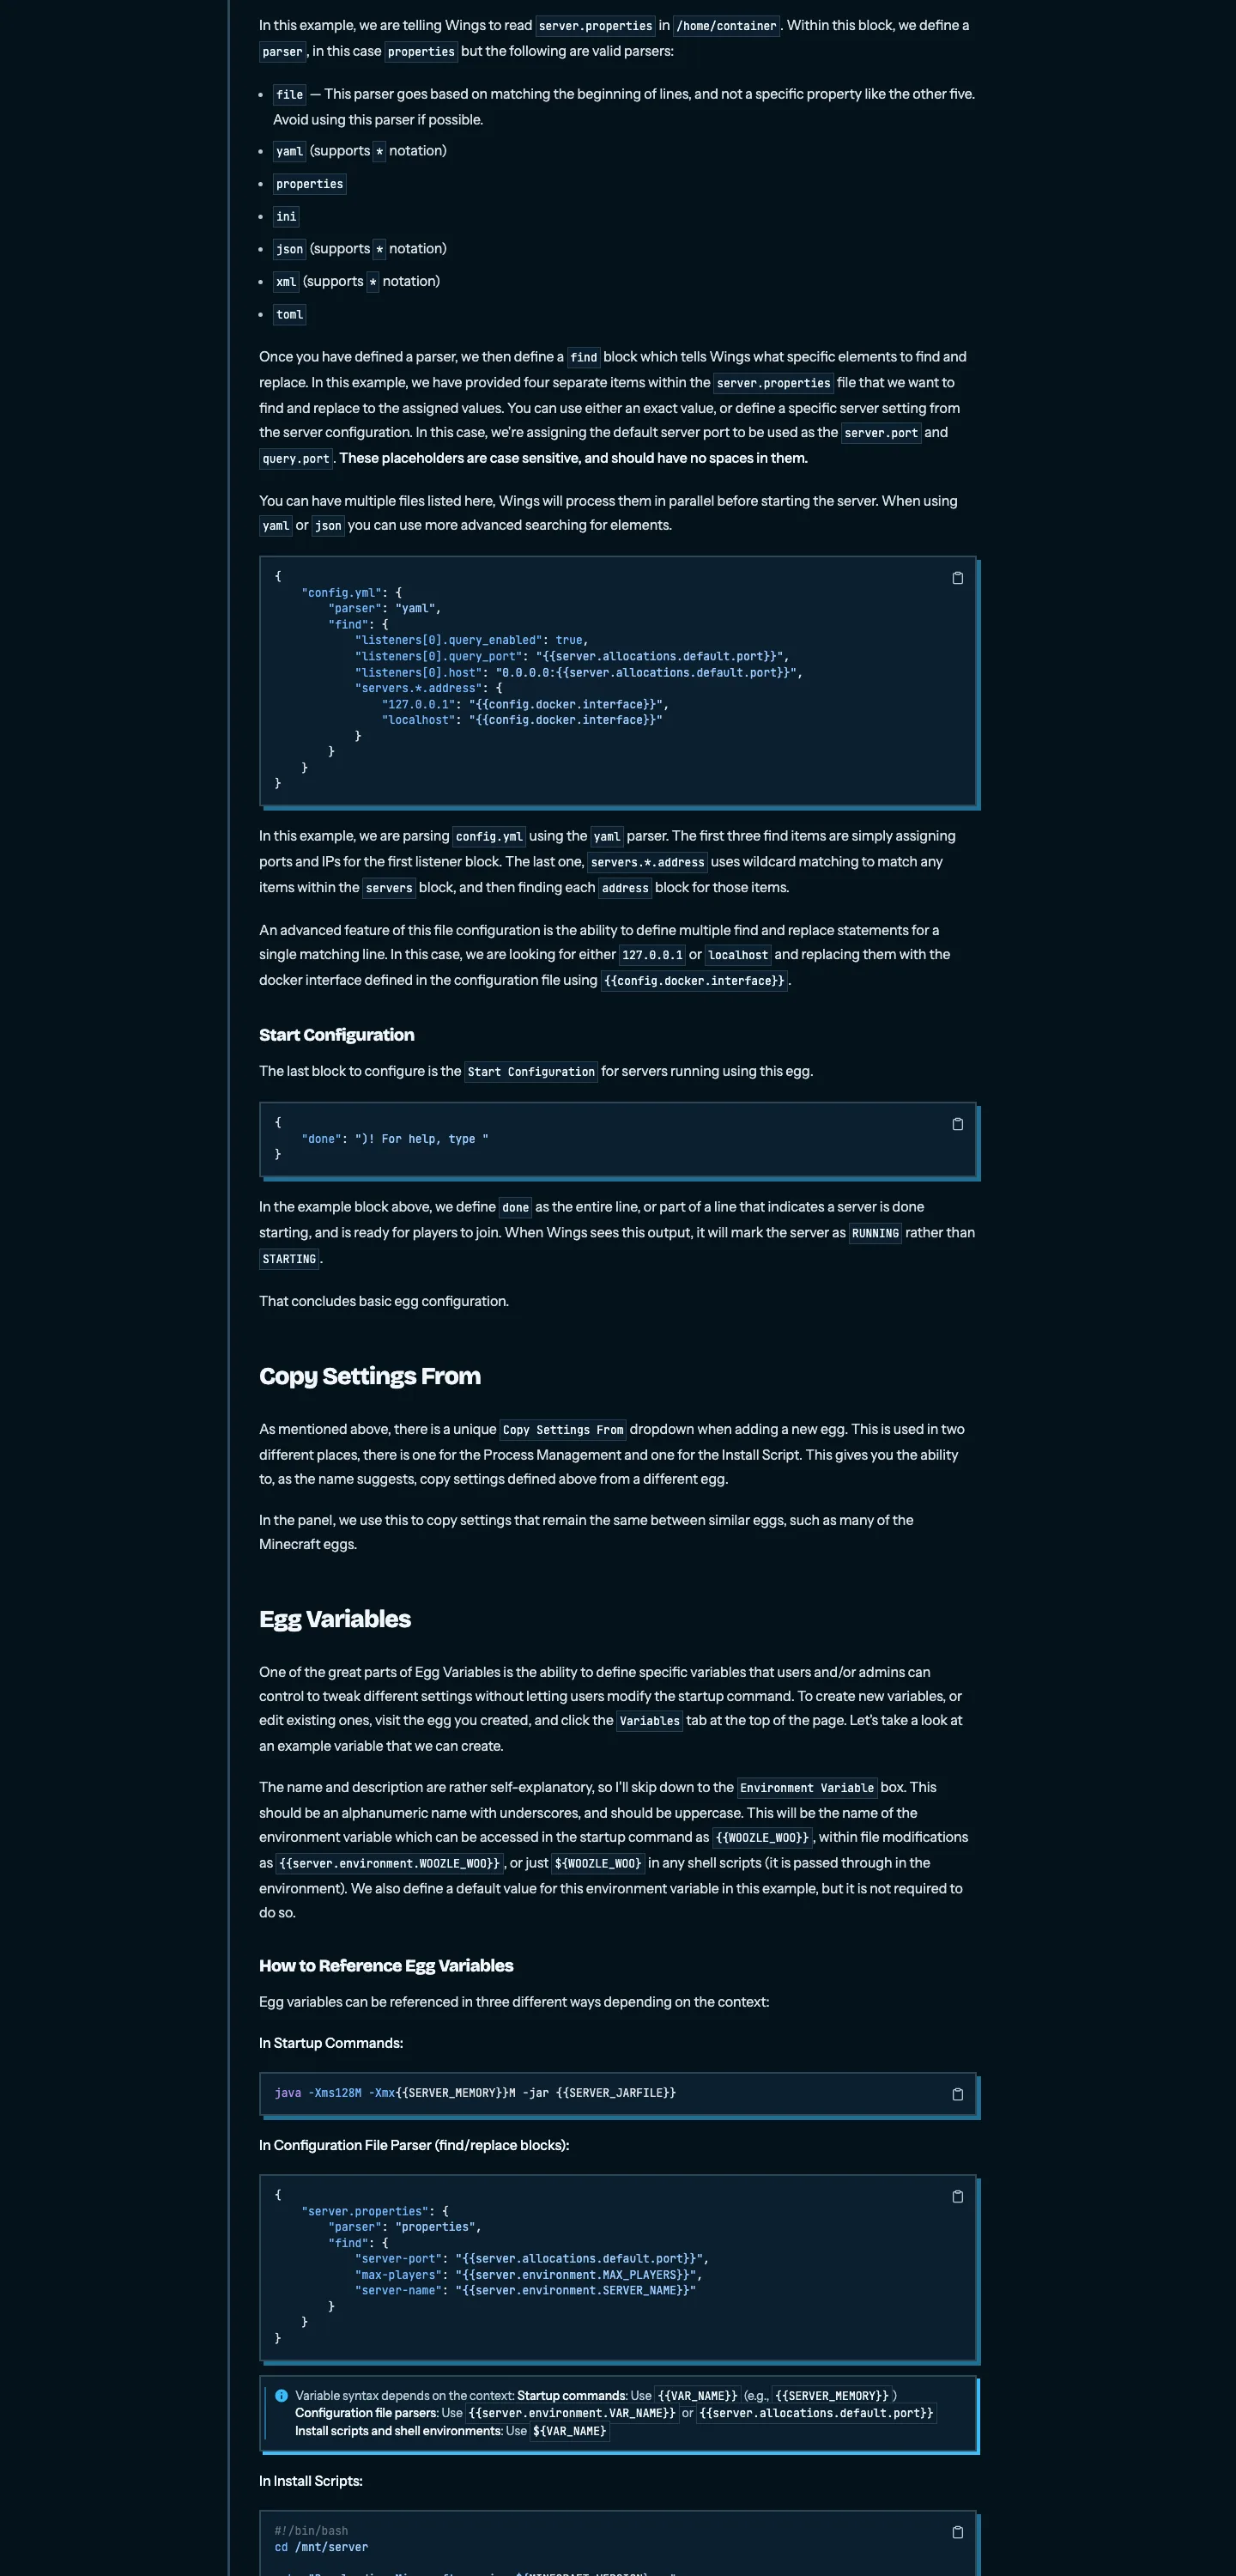 In this example, we are telling Wings to read server.properties in /home/container. Within this block, we define a
parser, in this case properties but the following are valid parsers:
• file — This parser goes based on matching the beginning of lines, and not a specific property like the other five.
Avoid using this parser if possible.
• yaml (supports * notation)
• properties
• ini
• json (supports * notation)
• xml (supports * notation)
• toml
Once you have defined a parser, we then define a find block which tells Wings what specific elements to find and
replace. In this example, we have provided four separate items within the server.properties file that we want to
find and replace to the assigned values. You can use either an exact value, or define a specific server setting from
the server configuration. In this case, we're assigning the default server port to be used as the server.port and
query.port. These placeholders are case sensitive, and should have no spaces in them.
You can have multiple files listed here, Wings will process them in parallel before starting the server. When using
yaml or json you can use more advanced searching for elements.
{
    "config.yml": {
        "parser": "yaml",
        "find": {
            "listeners[0].query_enabled": true,
            "listeners[0].query_port": "{{server.allocations.default.port}}",
            "listeners[0].host": "0.0.0.0:{{server.allocations.default.port}}",
            "servers.*.address": {
                "127.0.0.1": "{{config.docker.interface}}",
                "localhost": "{{config.docker.interface}}"
            }
        }
    }
}
In this example, we are parsing config.yml using the yaml parser. The first three find items are simply assigning
ports and IPs for the first listener block. The last one, servers.*.address uses wildcard matching to match any
items within the servers block, and then finding each address block for those items.
An advanced feature of this file configuration is the ability to define multiple find and replace statements for a
single matching line. In this case, we are looking for either 127.0.0.1 or localhost and replacing them with the
docker interface defined in the configuration file using {{config.docker.interface}}.
Start Configuration
The last block to configure is the Start Configuration for servers running using this egg.
{
    "done": ")! For help, type "
}
In the example block above, we define done as the entire line, or part of a line that indicates a server is done
starting, and is ready for players to join. When Wings sees this output, it will mark the server as RUNNING rather than
STARTING.
That concludes basic egg configuration.
Copy Settings From
As mentioned above, there is a unique Copy Settings From dropdown when adding a new egg. This is used in two
different places, there is one for the Process Management and one for the Install Script. This gives you the ability
to, as the name suggests, copy settings defined above from a different egg.
In the panel, we use this to copy settings that remain the same between similar eggs, such as many of the
Minecraft eggs.
Egg Variables
One of the great parts of Egg Variables is the ability to define specific variables that users and/or admins can
control to tweak different settings without letting users modify the startup command. To create new variables, or
edit existing ones, visit the egg you created, and click the Variables tab at the top of the page. Let's take a look at
an example variable that we can create.
The name and description are rather self-explanatory, so I'll skip down to the Environment Variable box. This
should be an alphanumeric name with underscores, and should be uppercase. This will be the name of the
environment variable which can be accessed in the startup command as {{WOOZLE_WOO}}, within file modifications
as {{server.environment.WOOZLE_WOO}}, or just ${WOOZLE_WOO} in any shell scripts (it is passed through in the
environment). We also define a default value for this environment variable in this example, but it is not required to
do so.
How to Reference Egg Variables
Egg variables can be referenced in three different ways depending on the context:
In Startup Commands:
java -Xms128M -Xmx{{SERVER_MEMORY}}M -jar {{SERVER_JARFILE}}
In Configuration File Parser (find/replace blocks):
{
    "server.properties": {
        "parser": "properties",
        "find": {
            "server-port": "{{server.allocations.default.port}}",
            "max-players": "{{server.environment.MAX_PLAYERS}}",
            "server-name": "{{server.environment.SERVER_NAME}}"
        }
    }
}
Variable syntax depends on the context: Startup commands: Use {{VAR_NAME}} (e.g., {{SERVER_MEMORY}})
Configuration file parsers: Use {{server.environment.VAR_NAME}} or {{server.allocations.default.port}}
Install scripts and shell environments: Use ${VAR_NAME}
In Install Scripts:
#!/bin/bash
cd /mnt/server